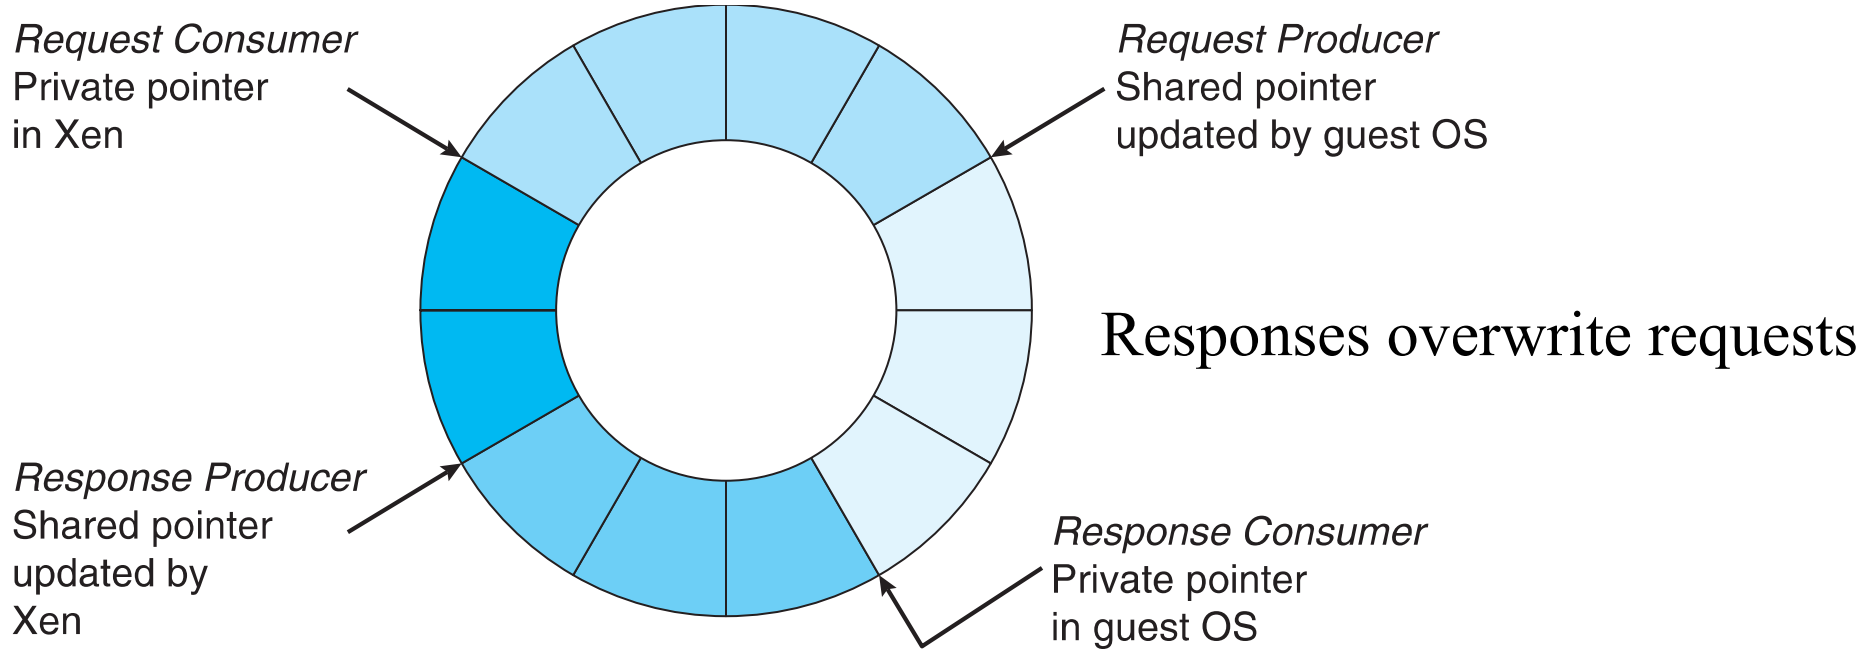 Request Consumer
Private pointer
in Xen
Request Producer
Shared pointer
updated by guest OS
Responses overwrite requests
Response Producer
Shared pointer
updated by
Xen
Response Consumer
Private pointer
in guest OS